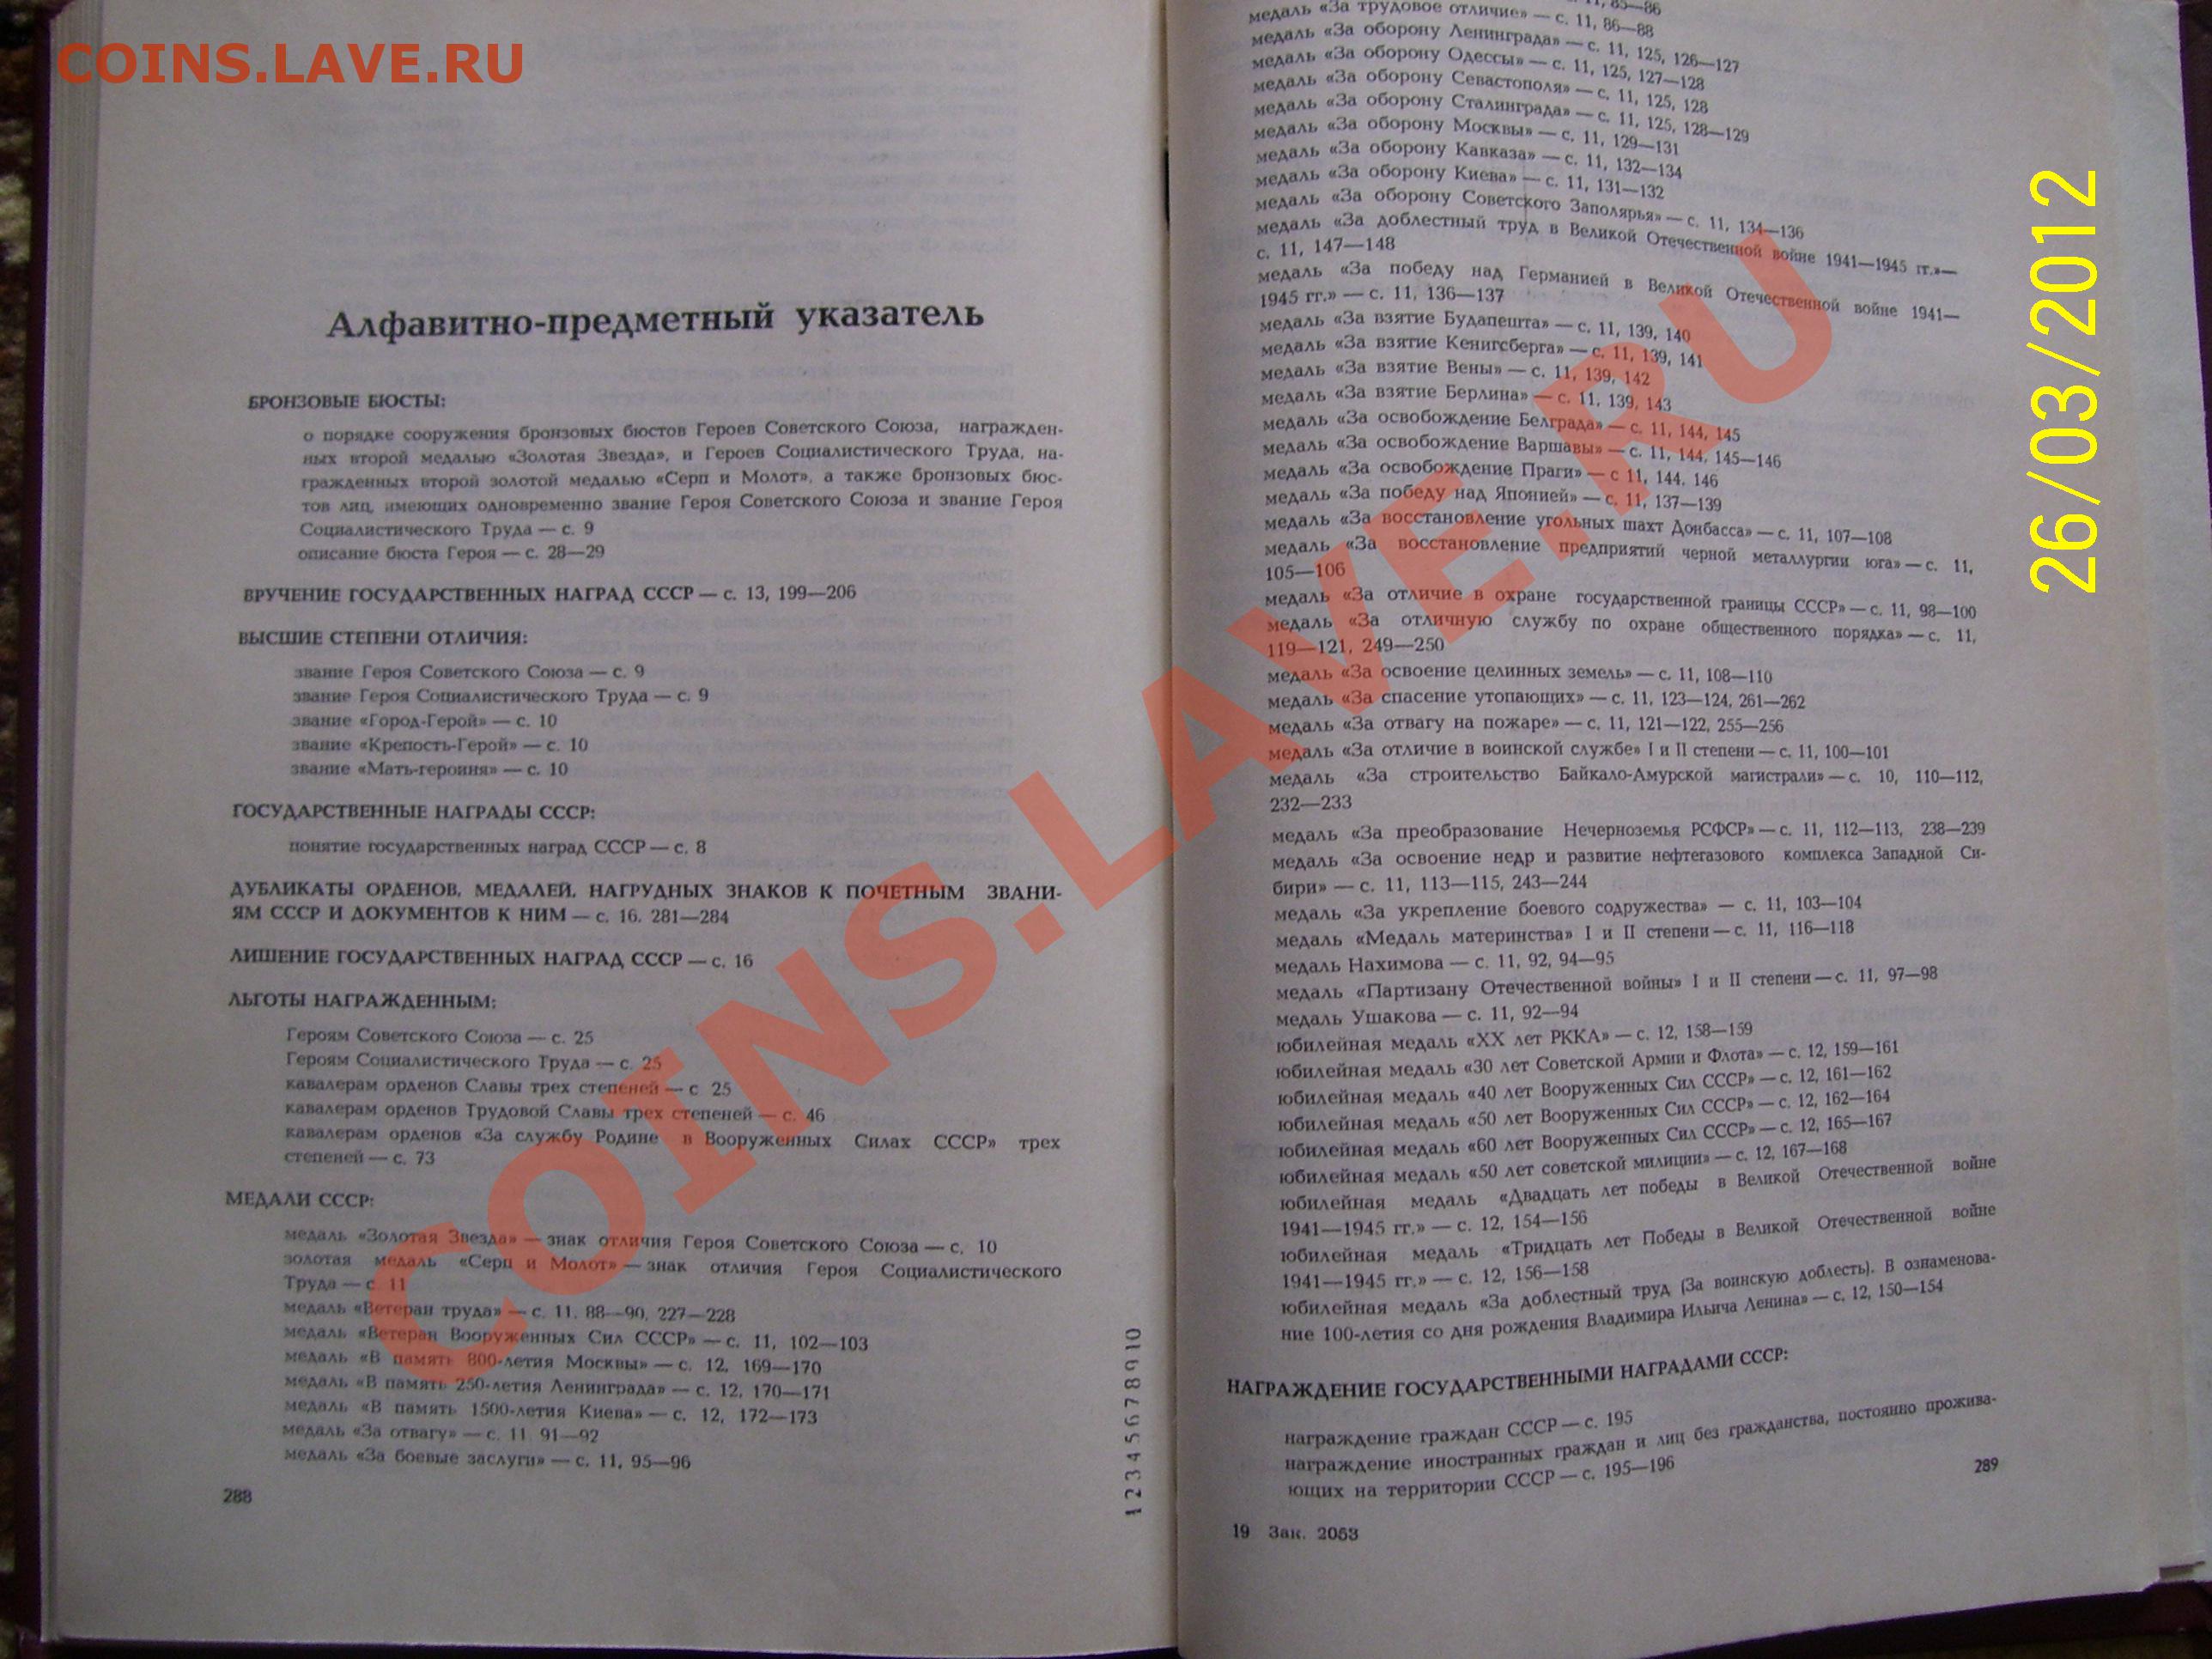 COINS.LAVE.RU
Алфавитно-предметный указатель
БРОНЗОВЫЕ БЮСТЫ:
о порядке сооружения бронзовых бюстов Героев Советского Союза, награжден-
ных второй медалью «Золотая Звезда», и Героев Социалистического Труда, на-
гражденных второй золотой медалью «Серп и Молот», а также бронзовых бюс-
тов лиц, имеющих одновременно звание Героя Советского Союза и звание Героя
Социалистического Труда — с. 9
описание бюста Героя — с. 28—29
ВРУЧЕНИЕ ГОСУДАРСТВЕННЫХ НАГРАД СССР — с. 13, 199—206
ВЫСШИЕ СТЕПЕНИ ОТЛИЧИЯ:
звание Героя Советского Союза — с. 9
звание Героя Социалистического Труда — с. 9
звание «Город-Герой» — с. 10
звание «Крепость-Герой» — с. 10
звание «Мать-героиня» — с. 10
ГОСУДАРСТВЕННЫЕ НАГРАДЫ СССР:
понятие государственных наград СССР — с. 8
ДУБЛИКАТЫ ОРДЕНОВ, МЕДАЛЕЙ, НАГРУДНЫХ ЗНАКОВ К ПОЧЕТНЫМ ЗВАНИ-
ЯМ СССР И ДОКУМЕНТОВ К НИМ — с. 16, 281—284
ЛИШЕНИЕ ГОСУДАРСТВЕННЫХ НАГРАД СССР — с. 16
ЛЬГОТЫ НАГРАЖДЕННЫМ:
Героям Советского Союза — с. 25
Героям Социалистического Труда — с. 25
кавалерам орденов Славы трех степеней — с 25
кавалерам орденов Трудовой Славы трех степеней — с. 46
кавалерам орденов «За службу Родине в Вооруженных Силах СССР» трех
степеней — с. 73
МЕДАЛИ СССР:
медаль «Золотая Звезда» — знак отличия Героя Советского Союза — с. 10
золотая медаль «Серп и Молот» — знак отличия Героя Социалистического
Труда — с 11
медаль «Ветеран труда» — с. 11, 88—90, 227—228
медаль «Ветеран Вооруженных Сил СССР» — с. 11, 102—103
медаль «В память 800-летия Москвы» — с. 12, 169—170
медаль «В память 250-летия Ленинграда» — с. 12, 170—171
медаль «В память 1500-летия Киева» — с. 12, 172—173
медаль «За отвагу» — с. 11 91—92
медаль «За боевые заслуги» — с. 11, 95—96
288
1 2 3 4 5 6 7 8 9 10
11, 85—86
медаль «За трудовое отличие» — с. 11, 86—88
медаль «За оборону Ленинграда» — с. 11, 125, 126—127
медаль «За оборону Одессы» — с. 11, 125, 127—128
медаль «За оборону Севастополя» — с. 11, 125, 128
медаль «За оборону Сталинграда» — с. 11, 125, 128—129
медаль «За оборону Москвы» — с. 11, 129—131
медаль «За оборону Кавказа» — с. 11, 132—134
медаль «За оборону Киева» — с. 11, 131—132
медаль «За оборону Советского Заполярья» — с. 11, 134—136
медаль «За доблестный труд в Великой Отечественной войне 1941—1945 гг.» —
с. 11, 147—148
медаль «За победу над Германией в Великой Отечественной войне 1941—
1945 гг.» — с. 11, 136—137
медаль «За взятие Будапешта» — с. 11, 139, 140
медаль «За взятие Кенигсберга» — с. 11, 139, 141
медаль «За взятие Вены» — с. 11, 139, 142
медаль «За взятие Берлина» — с. 11, 139, 143
медаль «За освобождение Белграда» — с. 11, 144, 145
медаль «За освобождение Варшавы» — с. 11, 144, 145—146
медаль «За освобождение Праги» — с 11, 144, 146
медаль «За победу над Японией» — с. 11, 137—139
медаль «За восстановление угольных шахт Донбасса» — с. 11, 107—108
медаль «За восстановление предприятий черной металлургии юга» — с. 11,
105—106
медаль «За отличие в охране государственной границы СССР» — с. 11, 98—100
медаль «За отличную службу по охране общественного порядка» — с. 11,
119—121, 249—250
медаль «За освоение целинных земель» — с. 11, 108—110
медаль «За спасение утопающих» — с. 11, 123—124, 261—262
медаль «За отвагу на пожаре» — с. 11, 121—122, 255—256
медаль «За отличие в воинской службе» I и II степени — с. 11, 100—101
медаль «За строительство Байкало-Амурской магистрали» — с. 10, 110—112,
232—233
медаль «За преобразование Нечерноземья РСФСР» — с. 11, 112—113, 238—239
медаль «За освоение недр и развитие нефтегазового комплекса Западной Си-
бири» — с. 11, 113—115, 243—244
медаль «За укрепление боевого содружества» — с. 11, 103—104
медаль «Медаль материнства» I и II степени — с. 11, 116—118
медаль Нахимова — с. 11, 92, 94—95
медаль «Партизану Отечественной войны» I и II степени — с. 11, 97—98
медаль Ушакова — с. 11, 92—94
юбилейная медаль «XX лет РККА» — с. 12, 158—159
юбилейная медаль «30 лет Советской Армии и Флота» — с. 12, 159—161
юбилейная медаль «40 лет Вооруженных Сил СССР» — с. 12, 161—162
юбилейная медаль «50 лет Вооруженных Сил СССР» — с. 12, 162—164
юбилейная медаль «60 лет Вооруженных Сил СССР» — с. 12, 165—167
юбилейная медаль «50 лет советской милиции» — с. 12, 167—168
юбилейная медаль «Двадцать лет победы в Великой Отечественной войне
1941—1945 гг.» — с. 12, 154—156
юбилейная медаль «Тридцать лет Победы в Великой Отечественной войне
1941—1945 гг.» — с. 12, 156—158
юбилейная медаль «За доблестный труд (За воинскую доблесть). В ознаменова-
ние 100-летия со дня рождения Владимира Ильича Ленина» — с. 12, 150—154
НАГРАЖДЕНИЕ ГОСУДАРСТВЕННЫМИ НАГРАДАМИ СССР:
награждение граждан СССР — с. 195
награждение иностранных граждан и лиц без гражданства, постоянно прожива-
ющих на территории СССР — с. 195—196
289
19 Зак. 2053
26/03/2012
COINS.LAVE.RU